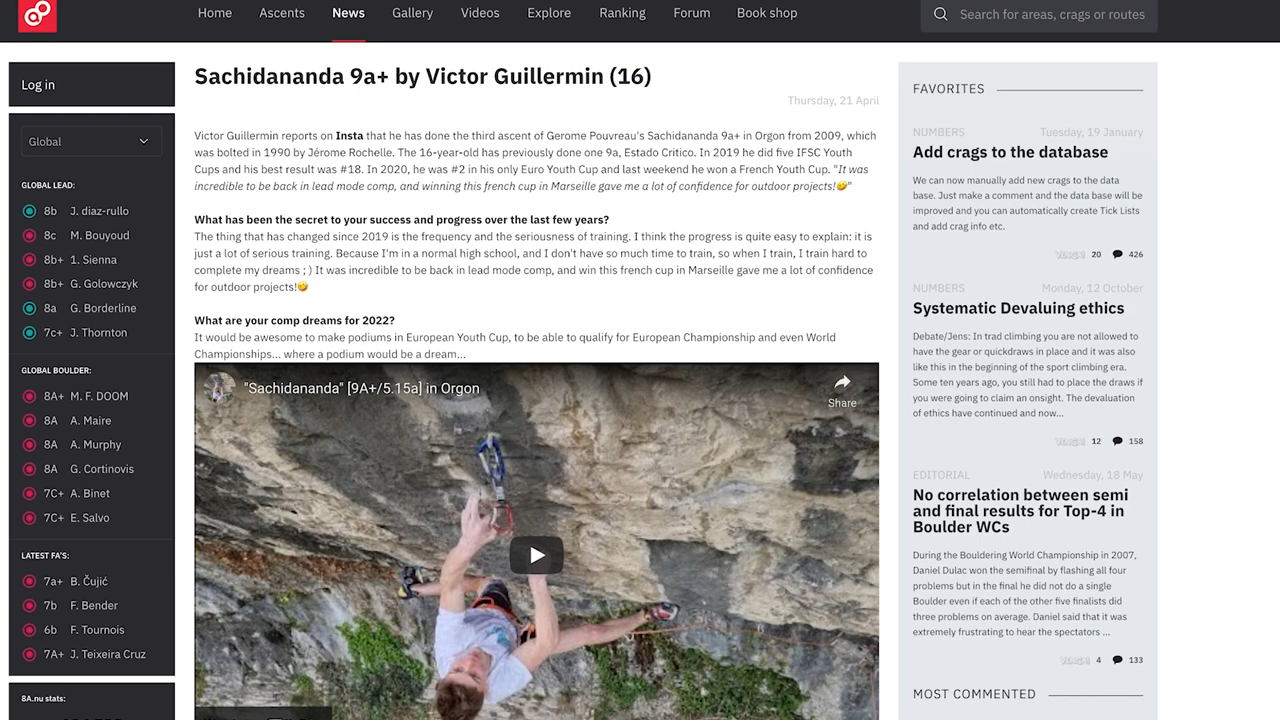 Home Ascents News Gallery Videos Explore Ranking Forum Book shop
Search for areas, crags or routes
Log in
Global
GLOBAL LEAD:
8b J. diaz-rullo
8c M. Bouyoud
8b+ 1. Sienna
8b+ G. Golowczyk
8a G. Borderline
7c+ J. Thornton
GLOBAL BOULDER:
8A+ M. F. DOOM
8A A. Maire
8A A. Murphy
8A G. Cortinovis
7C+ A. Binet
7C+ E. Salvo
LATEST FA'S:
7a+ B. Čujić
7b F. Bender
6b F. Tournois
7A+ J. Teixeira Cruz
8A.nu stats:
Sachidananda 9a+ by Victor Guillermin (16)
Thursday, 21 April
Victor Guillermin reports on Insta that he has done the third ascent of Gerome Pouvreau's Sachidananda 9a+ in Orgon from 2009, which
was bolted in 1990 by Jérome Rochelle. The 16-year-old has previously done one 9a, Estado Critico. In 2019 he did five IFSC Youth
Cups and his best result was #18. In 2020, he was #2 in his only Euro Youth Cup and last weekend he won a French Youth Cup. "It was
incredible to be back in lead mode comp, and winning this french cup in Marseille gave me a lot of confidence for outdoor projects!🤣"
What has been the secret to your success and progress over the last few years?
The thing that has changed since 2019 is the frequency and the seriousness of training. I think the progress is quite easy to explain: it is
just a lot of serious training. Because I'm in a normal high school, and I don't have so much time to train, so when I train, I train hard to
complete my dreams ; ) It was incredible to be back in lead mode comp, and win this french cup in Marseille gave me a lot of confidence
for outdoor projects!🤣
What are your comp dreams for 2022?
It would be awesome to make podiums in European Youth Cup, to be able to qualify for European Championship and even World
Championships... where a podium would be a dream...
"Sachidananda" [9A+/5.15a] in Orgon
Share
FAVORITES
NUMBERS Tuesday, 19 January
Add crags to the database
We can now manually add new crags to the data
base. Just make a comment and the data base will be
improved and you can automatically create Tick Lists
and add crag info etc.
20 426
NUMBERS Monday, 12 October
Systematic Devaluing ethics
Debate/Jens: In trad climbing you are not allowed to
have the gear or quickdraws in place and it was also
like this in the beginning of the sport climbing era.
Some ten years ago, you still had to place the draws if
you were going to claim an onsight. The devaluation
of ethics have continued and now...
12 158
EDITORIAL Wednesday, 18 May
No correlation between semi
and final results for Top-4 in
Boulder WCs
During the Bouldering World Championship in 2007,
Daniel Dulac won the semifinal by flashing all four
problems but in the final he did not do a single
Boulder even if each of the other five finalists did
three problems on average. Daniel said that it was
extremely frustrating to hear the spectators ...
4 133
MOST COMMENTED